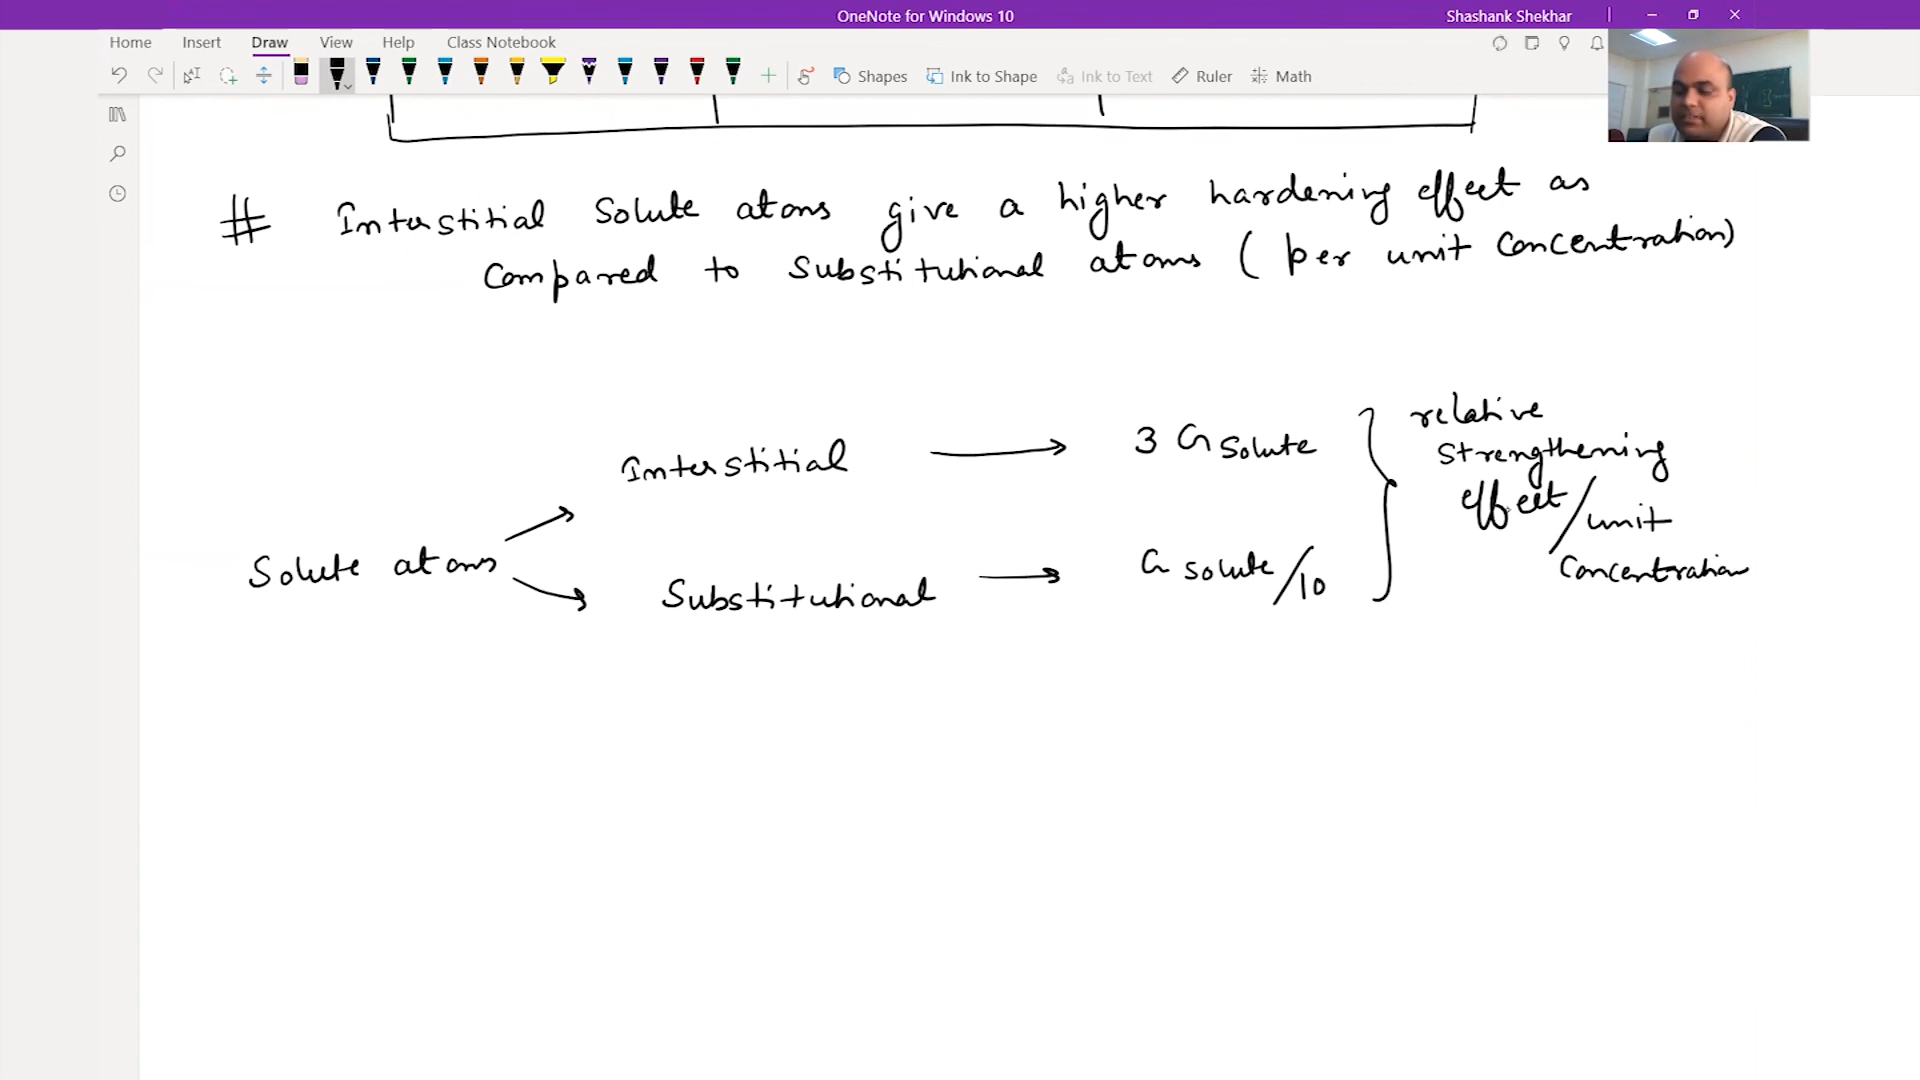 OneNote for Windows 10
Shashank Shekhar
Home Insert Draw View Help Class Notebook
Shapes Ink to Shape Ink to Text Ruler Math
# Interstitial Solute atoms give a higher hardening effect as
compared to substitutional atoms ( per unit concentration)
Interstitial → 3 G solute
Solute atoms
Substitutional → G solute/10
relative
strengthening
effect/unit
concentration